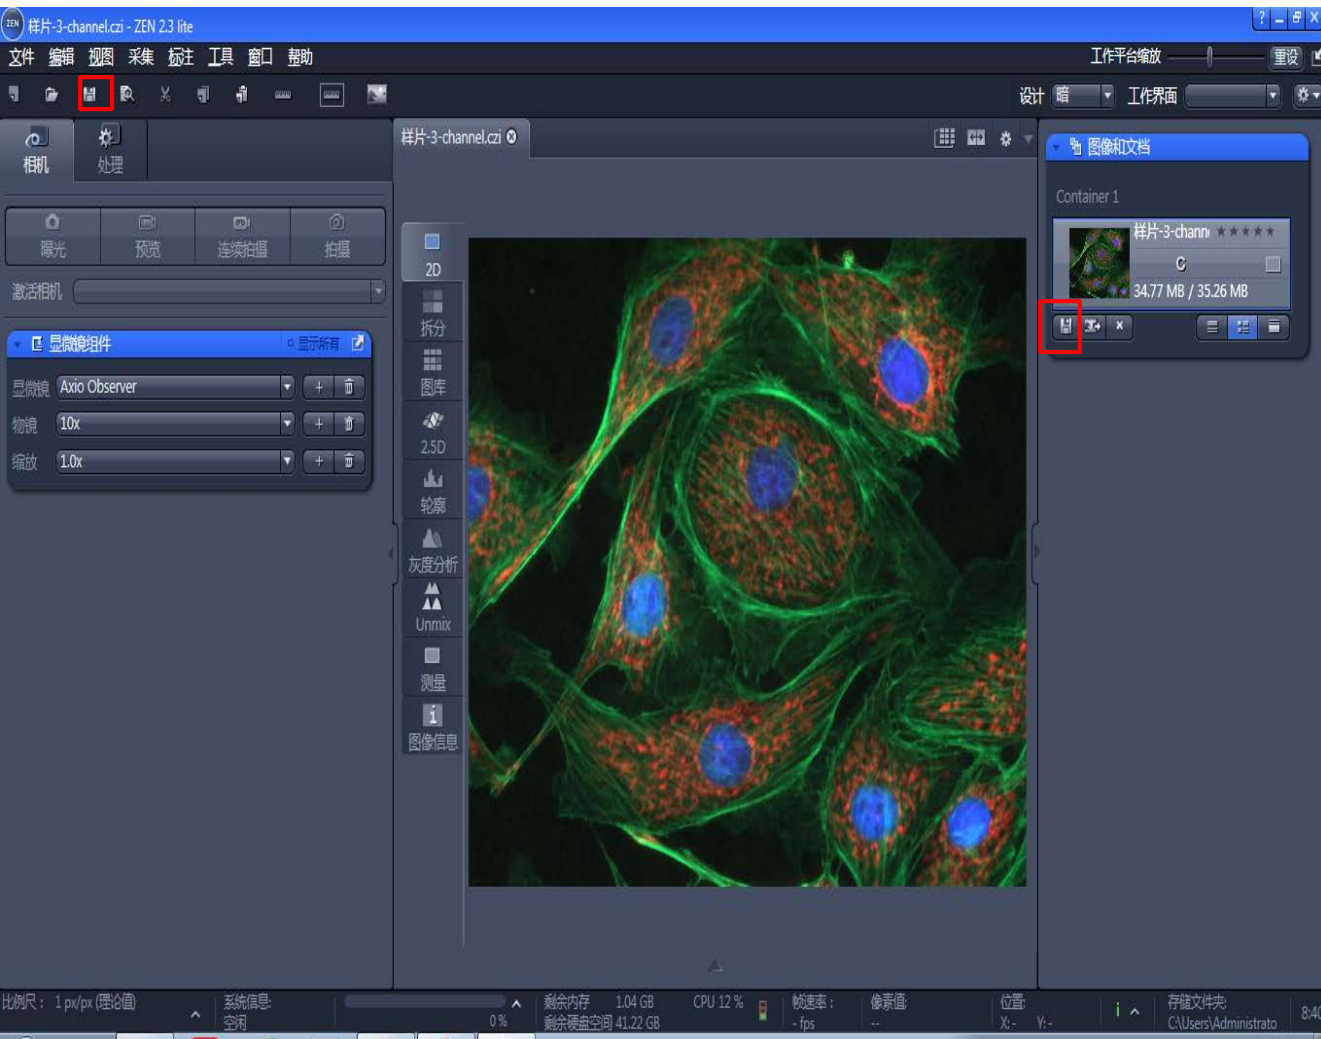 ZEN 样片-3-channel.czi - ZEN 2.3 lite ? – X
文件 编辑 视图 采集 标注 工具 窗口 帮助 工作平台缩放 重设
设计 暗 工作界面
相机 处理
样片-3-channel.czi
图像和文档
Container 1
曝光 预览 连续拍摄 拍摄
激活相机
样片-3-chann
34.77 MB / 35.26 MB
显微镜组件 显示所有
显微镜 Axio Observer
物镜 10x
缩放 1.0x
2D
拆分
图库
2.5D
轮廓
灰度分析
Unmix
测量
i
图像信息
比例尺： 1 px/px (理论值)
系统信息:
空闲
0 %
剩余内存 1.04 GB
剩余硬盘空间 41.22 GB
CPU 12 %
帧速率：
- fps
像素值:
--
位置:
X: - Y: -
i
存储文件夹:
C:\Users\Administrato
8:40